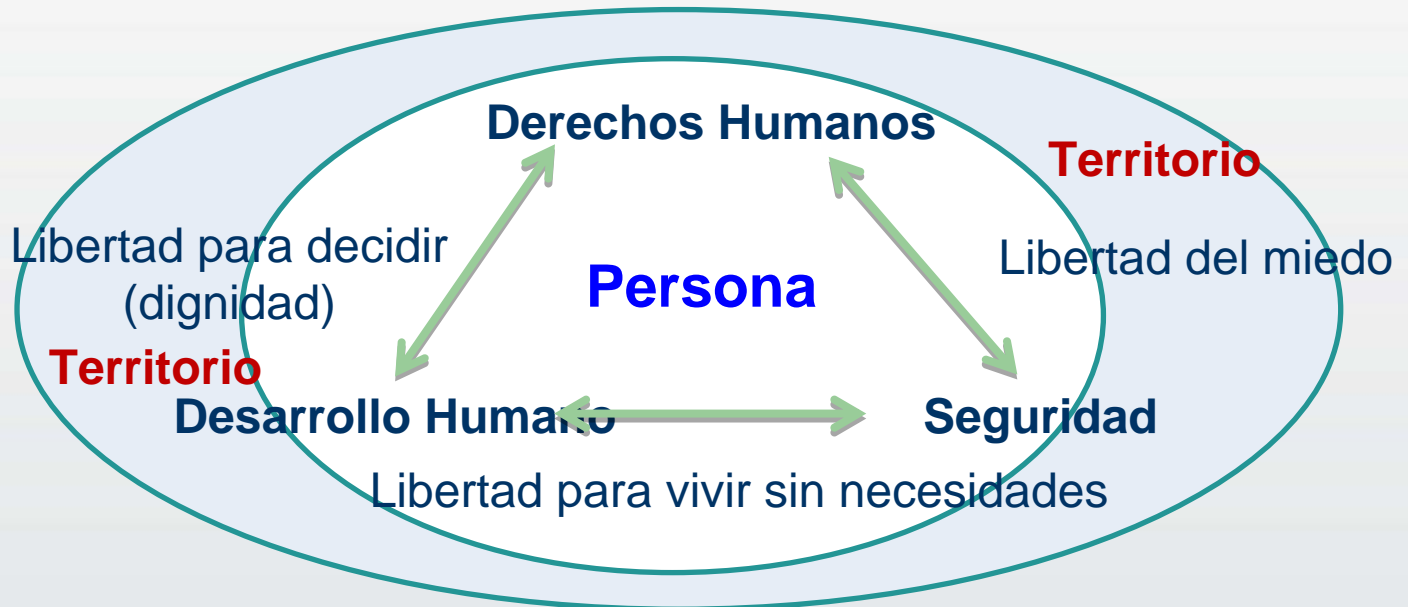 Derechos Humanos
Territorio
Libertad para decidir
(dignidad)
Libertad del miedo
Persona
Territorio
Desarrollo Humano
Seguridad
Libertad para vivir sin necesidades